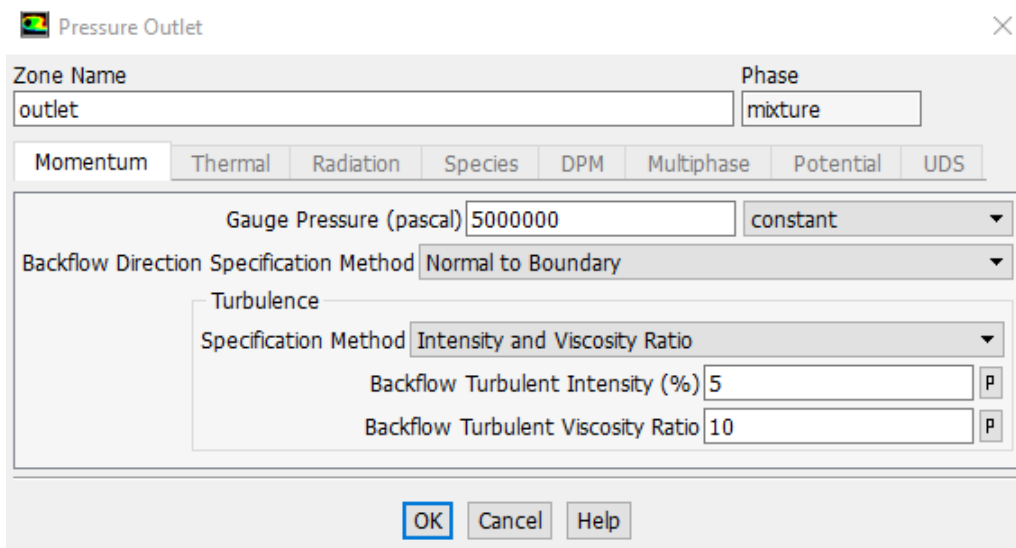 Pressure Outlet
Zone Name Phase
outlet mixture
Momentum Thermal Radiation Species DPM Multiphase Potential UDS
Gauge Pressure (pascal) 5000000 constant
Backflow Direction Specification Method Normal to Boundary
Turbulence
Specification Method Intensity and Viscosity Ratio
Backflow Turbulent Intensity (%) 5 P
Backflow Turbulent Viscosity Ratio 10 P
OK Cancel Help